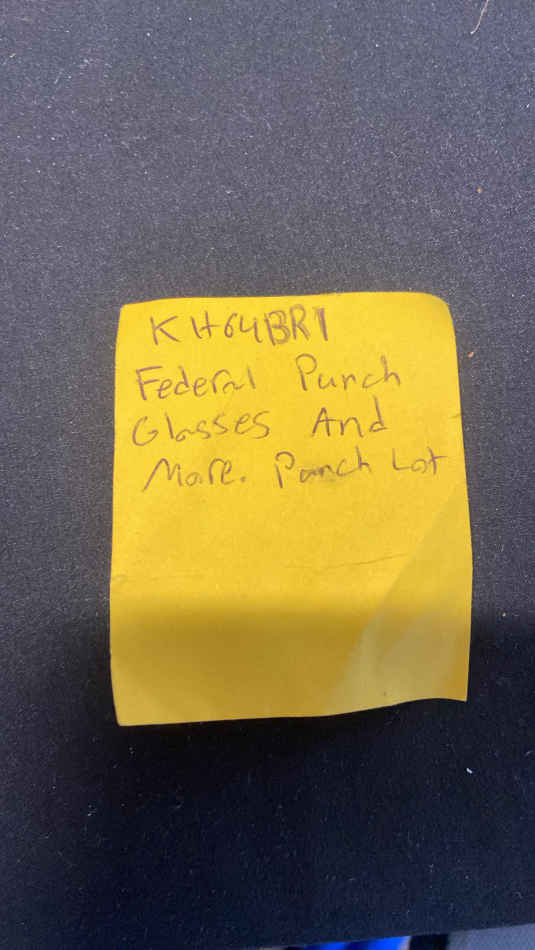 KH64BR1
Federal Punch
Glasses And
More. Punch Lot